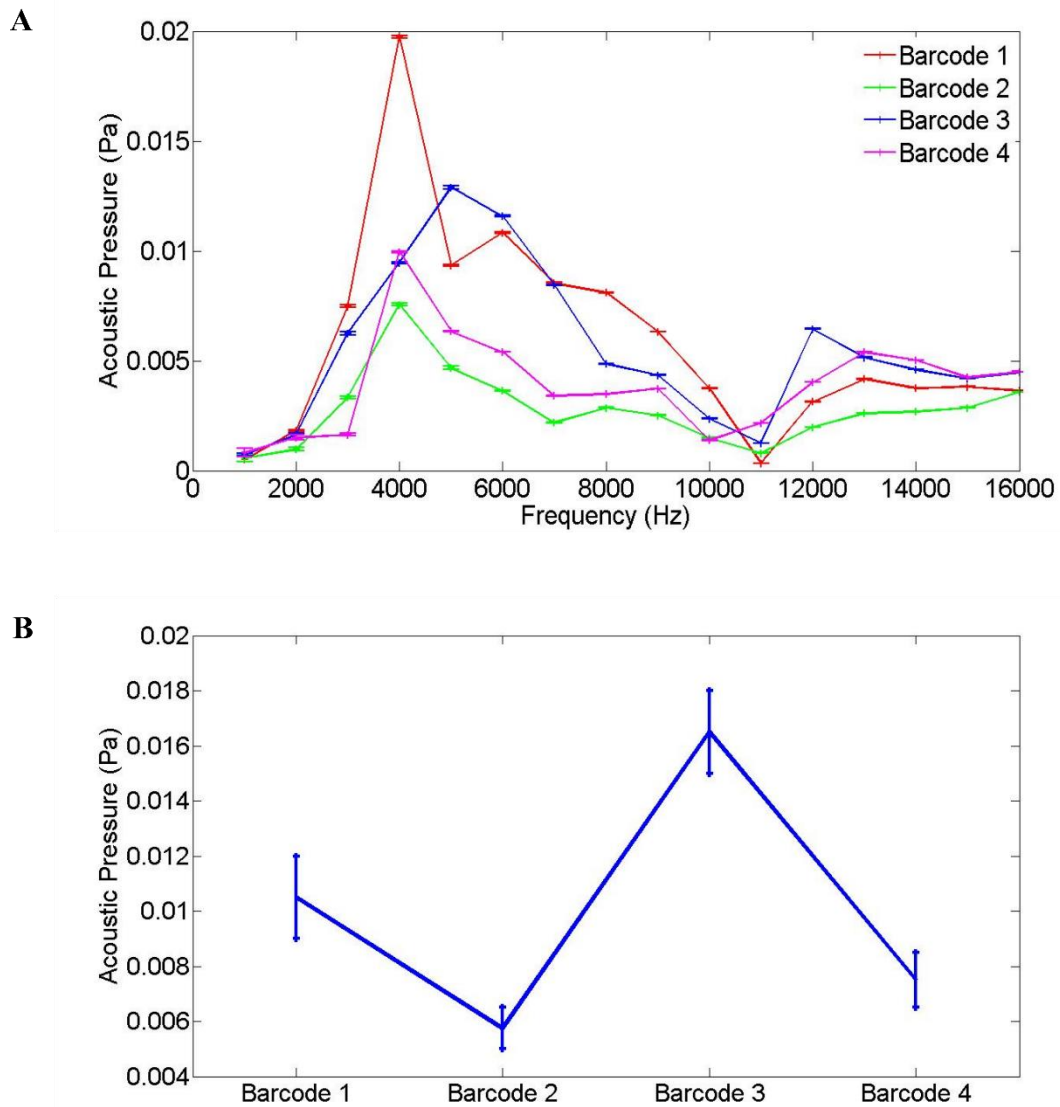 A
0.02
0.015
0.01
0.005
0
Acoustic Pressure (Pa)
Barcode 1
Barcode 2
Barcode 3
Barcode 4
0 2000 4000 6000 8000 10000 12000 14000 16000
Frequency (Hz)
B
0.02
0.018
0.016
0.014
0.012
0.01
0.008
0.006
0.004
Acoustic Pressure (Pa)
Barcode 1 Barcode 2 Barcode 3 Barcode 4